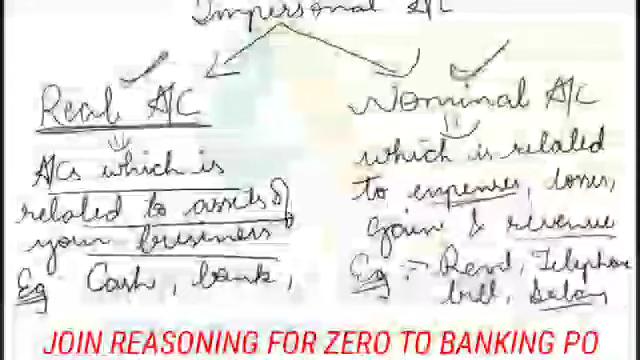 Impersonal A/C
Real A/C
A/Cs which is
related to assets of
your business
Eg Cash, bank,
Nominal A/C
which is related
to expenses, losses,
gain & revenue
Eg :- Rent, Telephone
bill, Salary
JOIN REASONING FOR ZERO TO BANKING PO